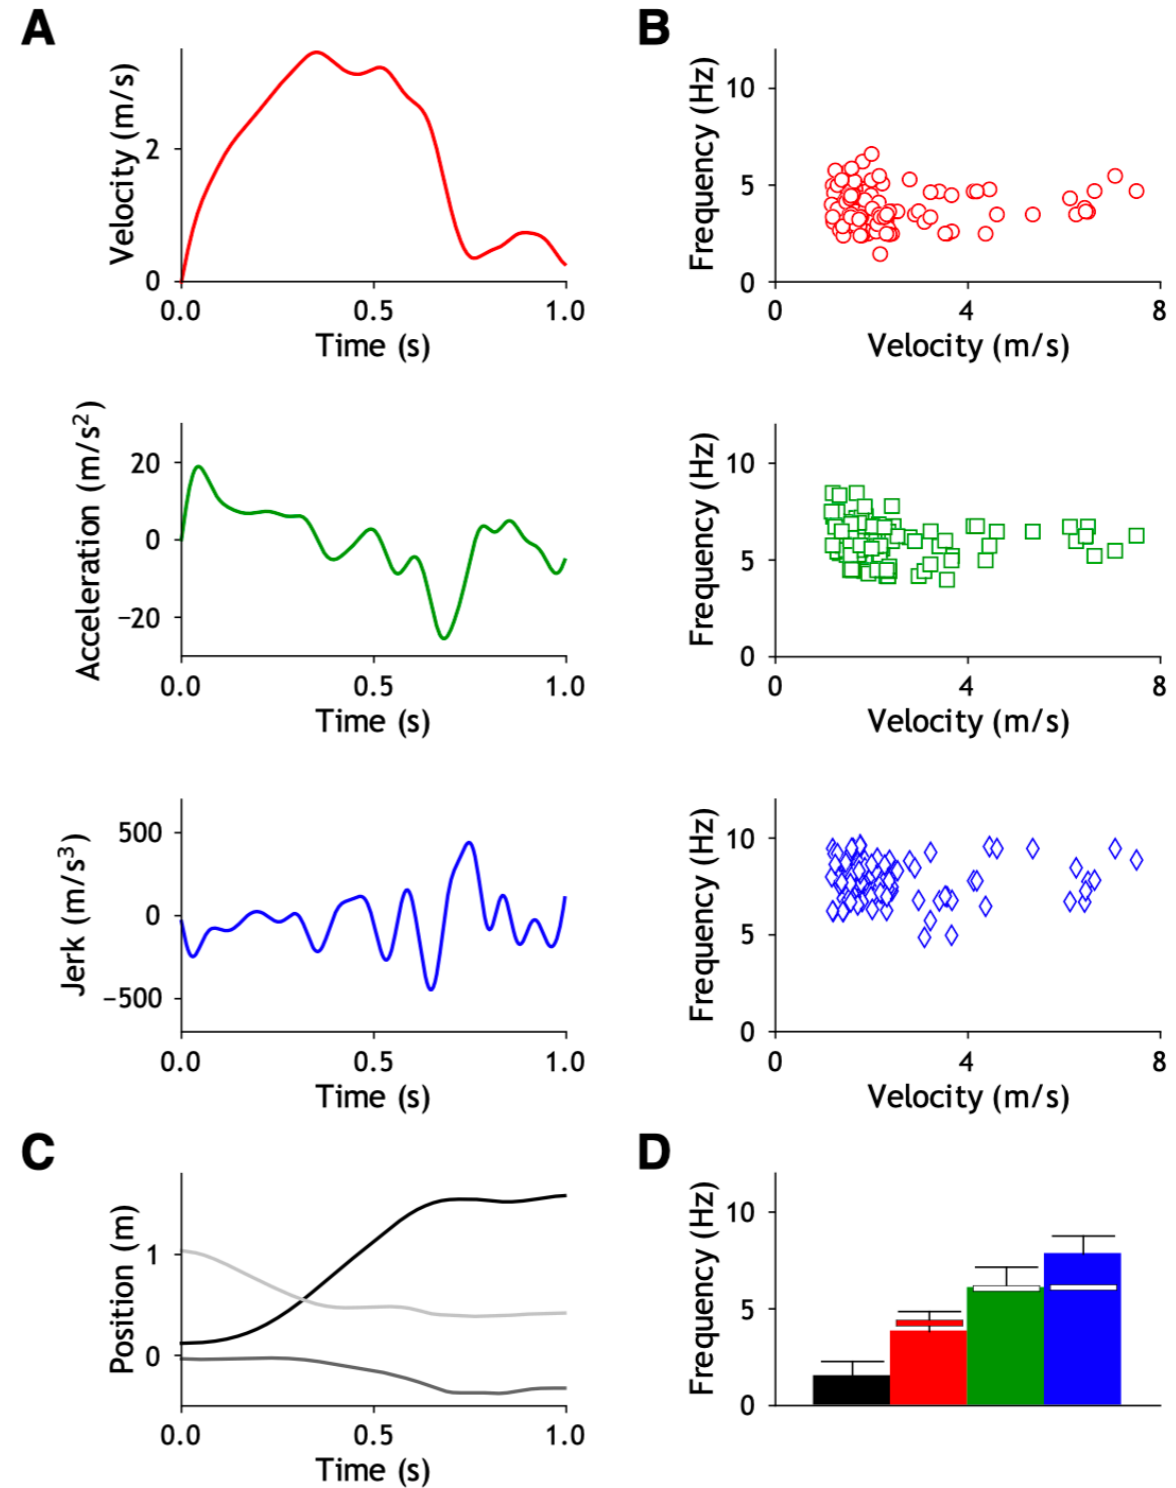 A
Velocity (m/s)
2
0
0.0 0.5 1.0
Time (s)
B
Frequency (Hz)
10
5
0
0 4 8
Velocity (m/s)
Acceleration (m/s²)
20
0
−20
0.0 0.5 1.0
Time (s)
Frequency (Hz)
10
5
0
0 4 8
Velocity (m/s)
Jerk (m/s³)
500
0
−500
0.0 0.5 1.0
Time (s)
Frequency (Hz)
10
5
0
0 4 8
Velocity (m/s)
C
Position (m)
1
0
0.0 0.5 1.0
Time (s)
D
Frequency (Hz)
10
5
0